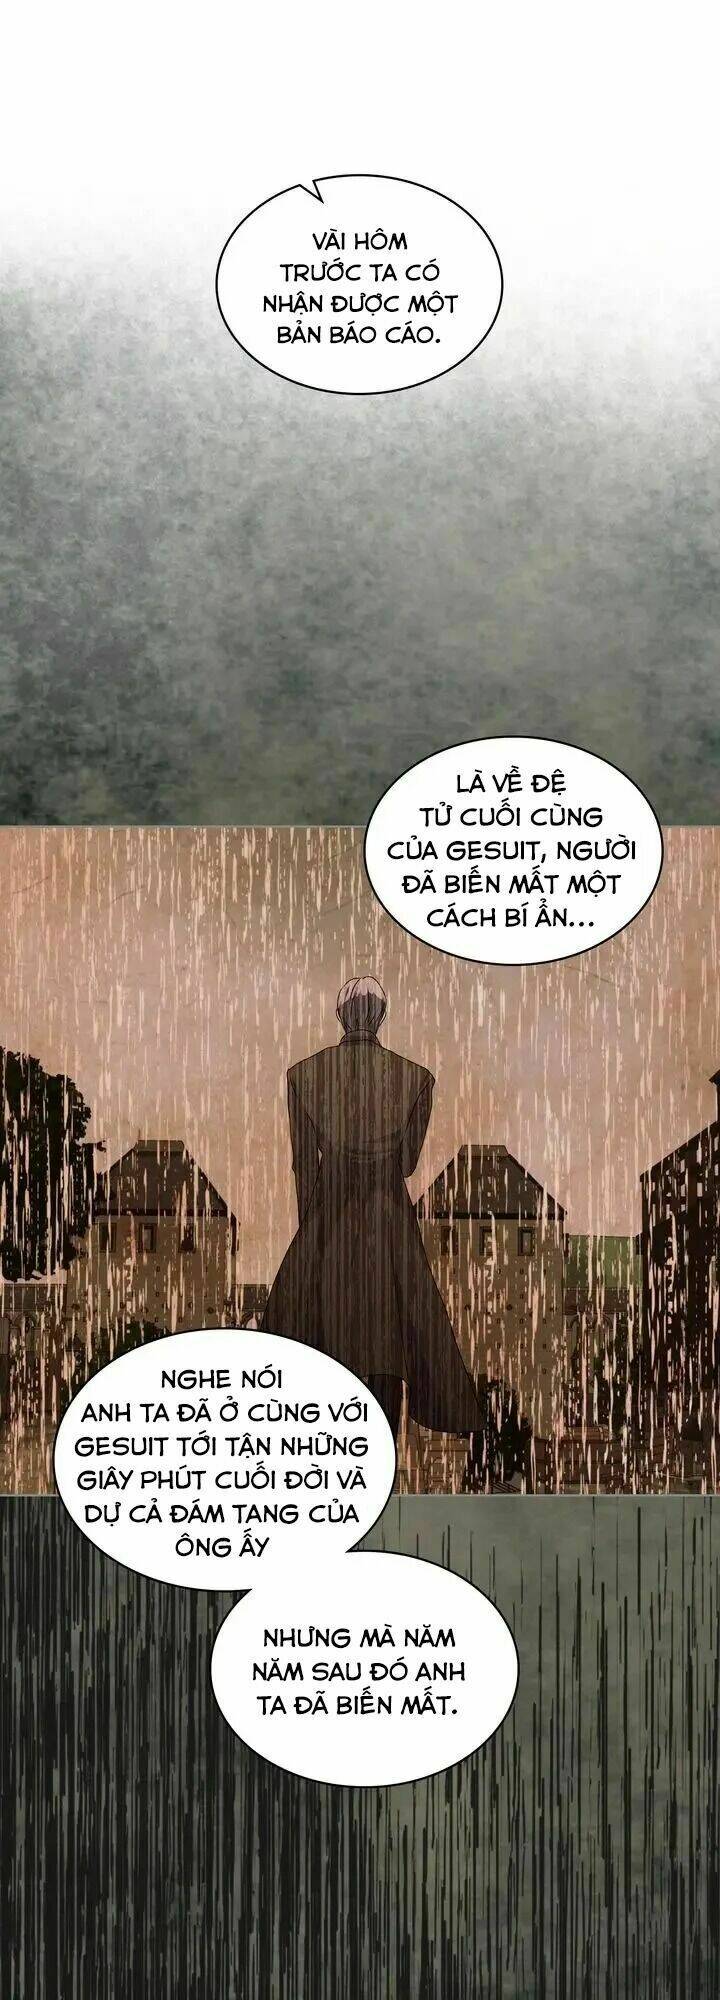 VÀI HÔM
TRƯỚC TA CÓ
NHẬN ĐƯỢC MỘT
BẢN BÁO CÁO.
LÀ VỀ ĐỆ
TỬ CUỐI CÙNG
CỦA GESUIT, NGƯỜI
ĐÃ BIẾN MẤT MỘT
CÁCH BÍ ẨN...
NGHE NÓI
ANH TA ĐÃ Ở CÙNG VỚI
GESUIT TỚI TẬN NHỮNG
GIÂY PHÚT CUỐI ĐỜI VÀ
DỰ CẢ ĐÁM TANG CỦA
ÔNG ẤY
NHƯNG MÀ NĂM
NĂM SAU ĐÓ ANH
TA ĐÃ BIẾN MẤT.